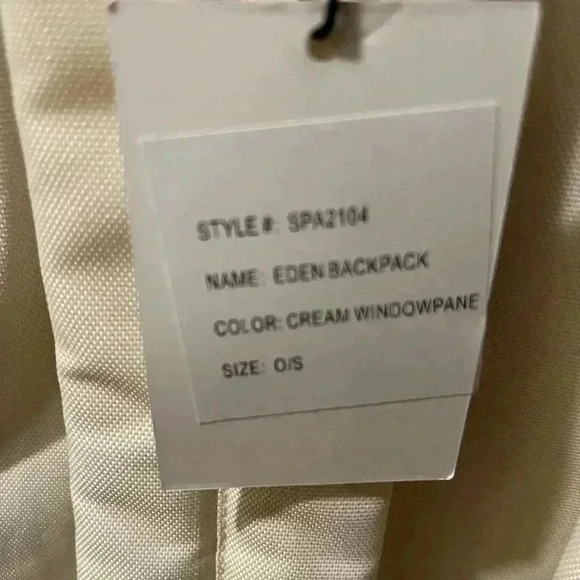 STYLE #: SPA2104
NAME: EDEN BACKPACK
COLOR: CREAM WINDOWPANE
SIZE: O/S